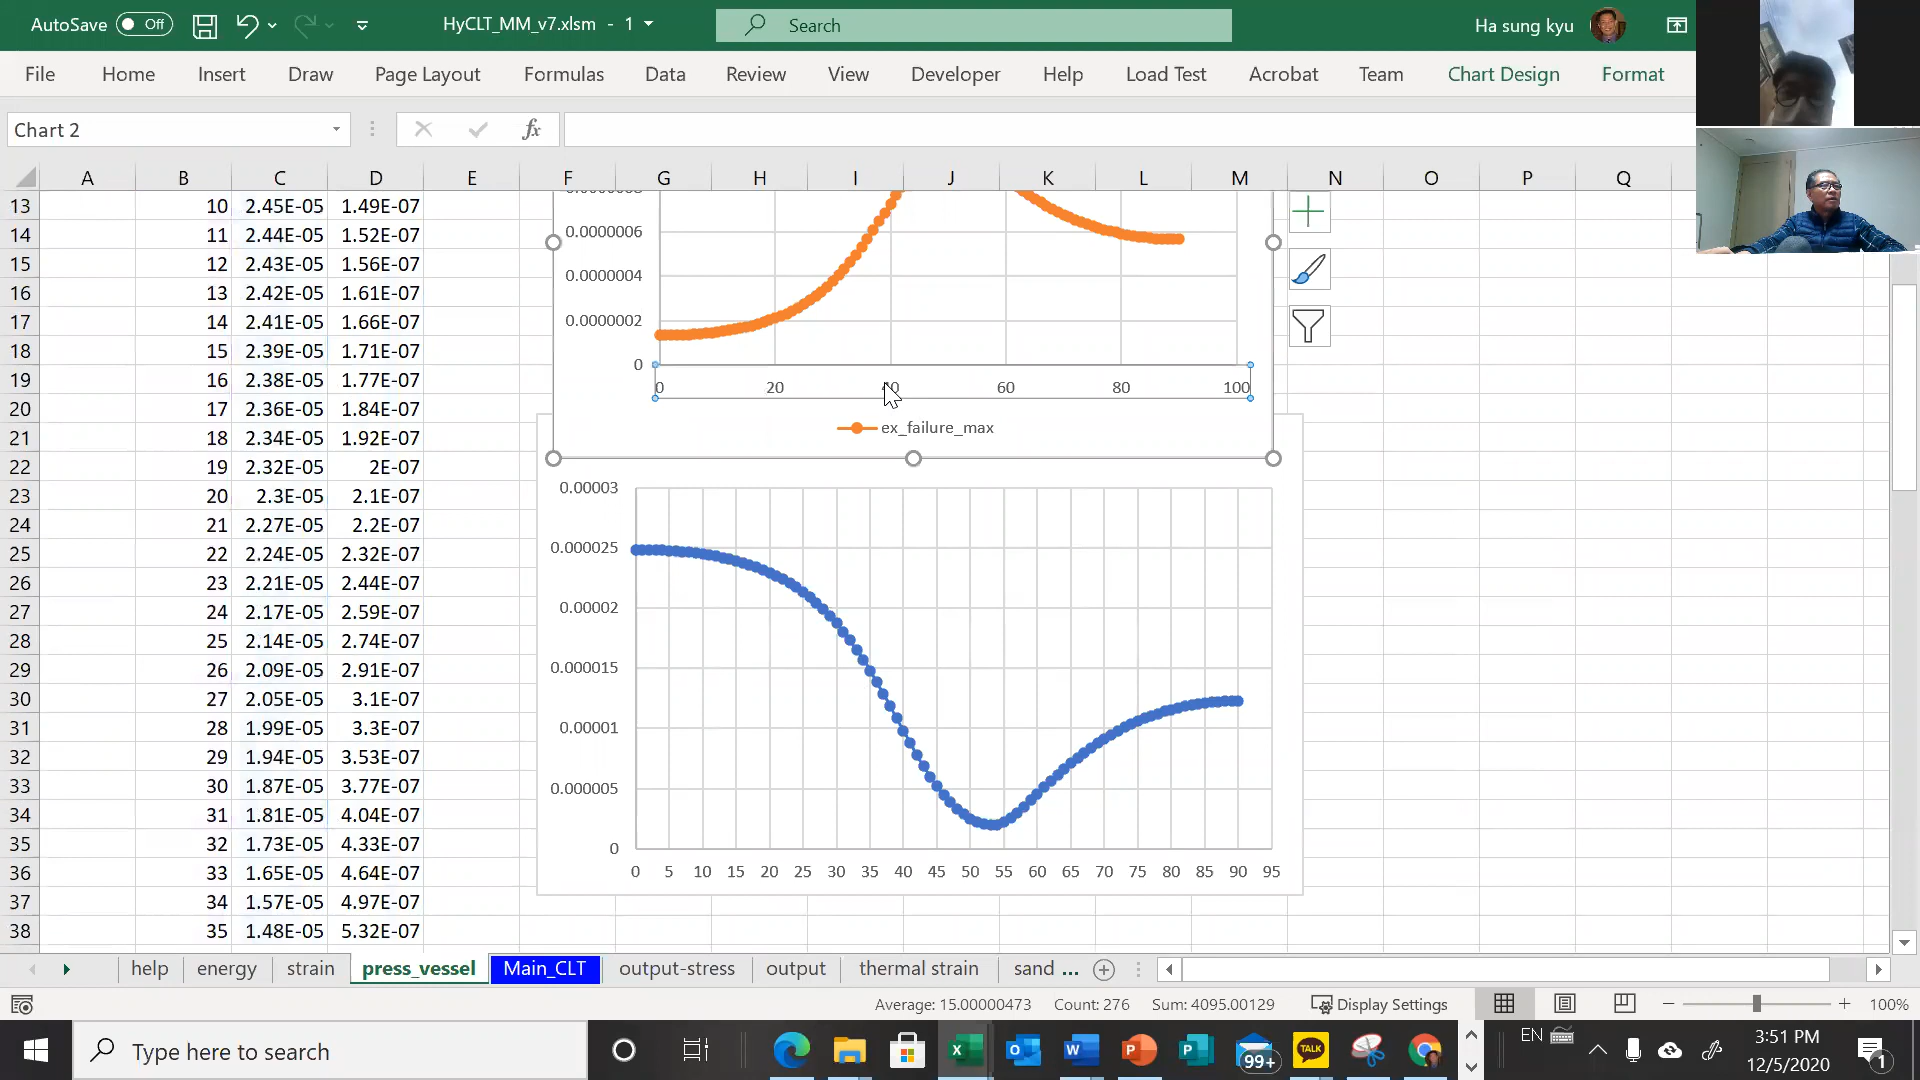 AutoSave Off HyCLT_MM_v7.xlsm - 1 Search Ha sung kyu
File Home Insert Draw Page Layout Formulas Data Review View Developer Help Load Test Acrobat Team Chart Design Format
Chart 2 fx
A B C D E F G H I J K L M N O P Q
13 10 2.45E-05 1.49E-07
14 11 2.44E-05 1.52E-07
15 12 2.43E-05 1.56E-07
16 13 2.42E-05 1.61E-07
17 14 2.41E-05 1.66E-07
18 15 2.39E-05 1.71E-07
19 16 2.38E-05 1.77E-07
20 17 2.36E-05 1.84E-07
21 18 2.34E-05 1.92E-07
22 19 2.32E-05 2E-07
23 20 2.3E-05 2.1E-07
24 21 2.27E-05 2.2E-07
25 22 2.24E-05 2.32E-07
26 23 2.21E-05 2.44E-07
27 24 2.17E-05 2.59E-07
28 25 2.14E-05 2.74E-07
29 26 2.09E-05 2.91E-07
30 27 2.05E-05 3.1E-07
31 28 1.99E-05 3.3E-07
32 29 1.94E-05 3.53E-07
33 30 1.87E-05 3.77E-07
34 31 1.81E-05 4.04E-07
35 32 1.73E-05 4.33E-07
36 33 1.65E-05 4.64E-07
37 34 1.57E-05 4.97E-07
38 35 1.48E-05 5.32E-07
0.0000006
0.0000004
0.0000002
0
0 20 40 60 80 100
ex_failure_max
0.00003
0.000025
0.00002
0.000015
0.00001
0.000005
0
0 5 10 15 20 25 30 35 40 45 50 55 60 65 70 75 80 85 90 95
help energy strain press_vessel Main_CLT output-stress output thermal strain sand ...
Average: 15.00000473 Count: 276 Sum: 4095.00129 Display Settings 100%
Type here to search 99+ TALK EN 3:51 PM
12/5/2020 1